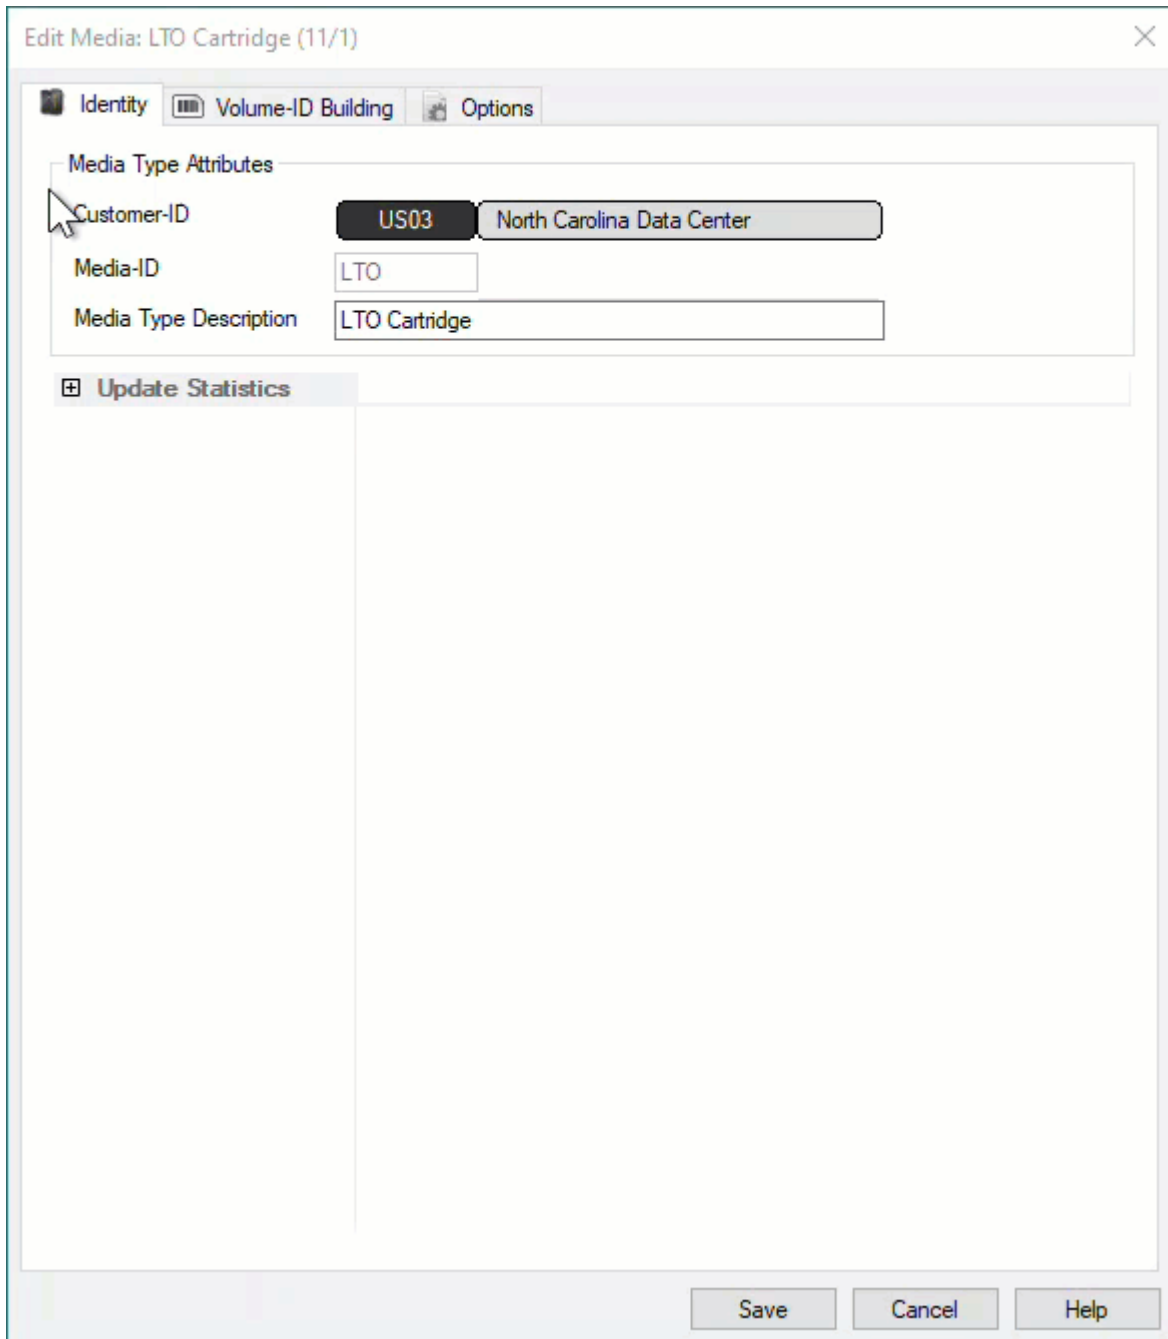 Edit Media: LTO Cartridge (11/1)
Identity Volume-ID Building Options
Media Type Attributes
Customer-ID US03 North Carolina Data Center
Media-ID LTO
Media Type Description LTO Cartridge
Update Statistics
Save Cancel Help